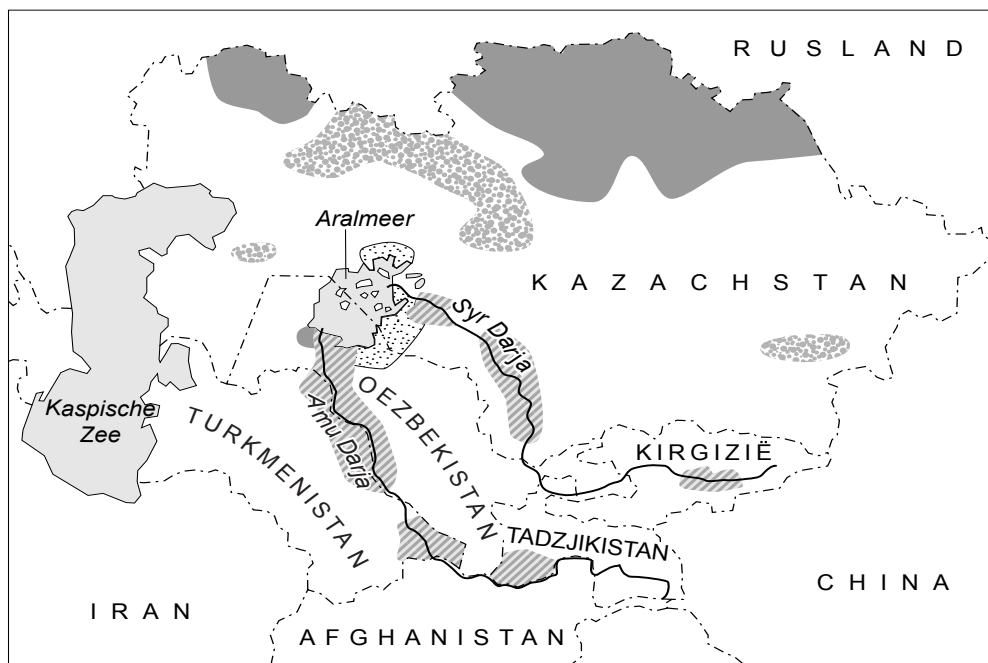 RUSLAND
Aralmeer
KAZACHSTAN
Syr Darja
Kaspische
Zee
OEZBEKISTAN
Amu Darja
TURKMENISTAN
KIRGIZIË
TADZJIKISTAN
CHINA
IRAN
AFGHANISTAN